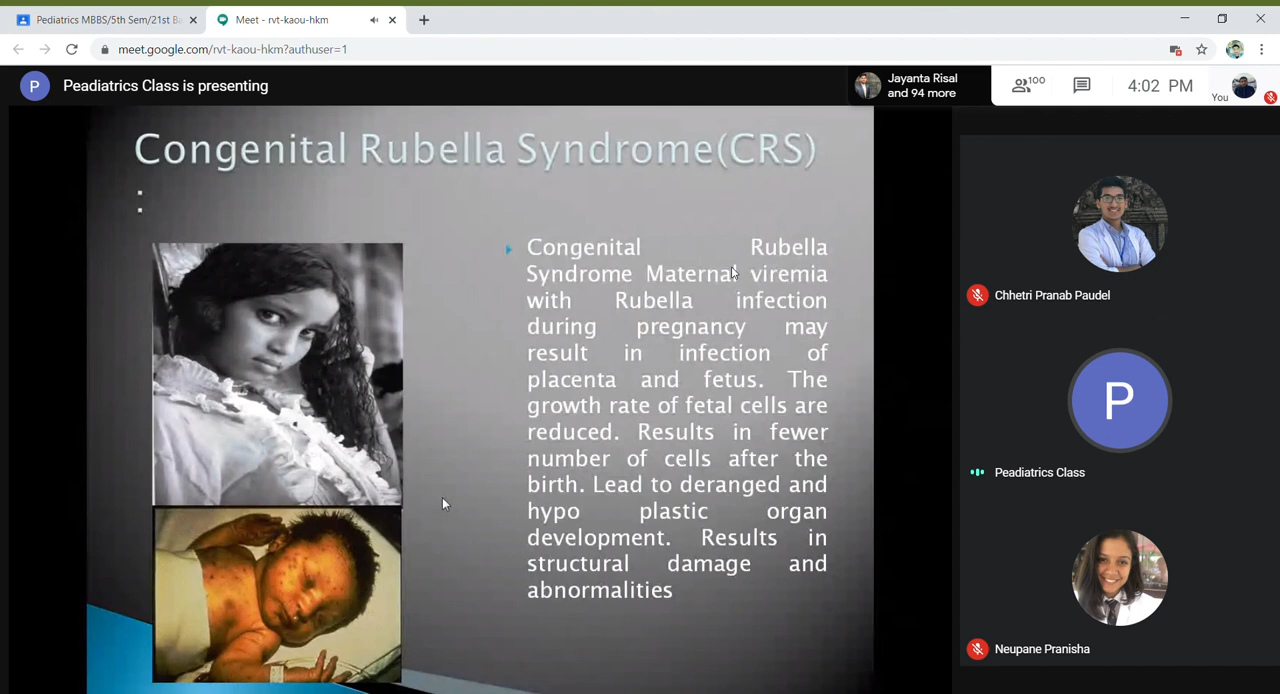 Pediatrics MBBS/5th Sem/21st B
Meet - rvt-kaou-hkm
meet.google.com/rvt-kaou-hkm?authuser=1
P
Peadiatrics Class is presenting
Jayanta Risal
and 94 more
100
4:02 PM
You
Congenital Rubella Syndrome(CRS)
:
Congenital Rubella
Syndrome Maternal viremia
with Rubella infection
during pregnancy may
result in infection of
placenta and fetus. The
growth rate of fetal cells are
reduced. Results in fewer
number of cells after the
birth. Lead to deranged and
hypo plastic organ
development. Results in
structural damage and
abnormalities
Chhetri Pranab Paudel
P
Peadiatrics Class
Neupane Pranisha